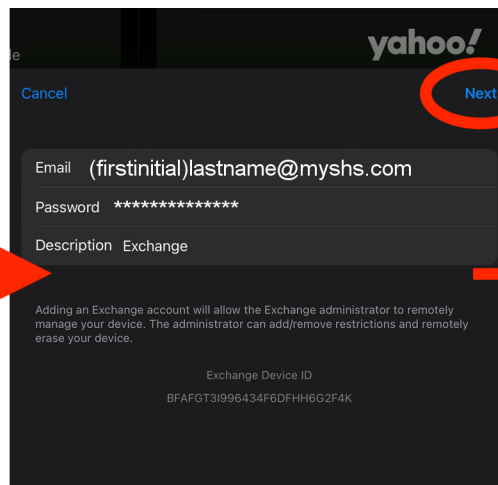 yahoo!
le
Cancel Next
Email (firstinitial)lastname@myshs.com
Password **************
Description Exchange
Adding an Exchange account will allow the Exchange administrator to remotely
manage your device. The administrator can add/remove restrictions and remotely
erase your device.
Exchange Device ID
BFAFGT3I996434F6DFHH6G2F4K